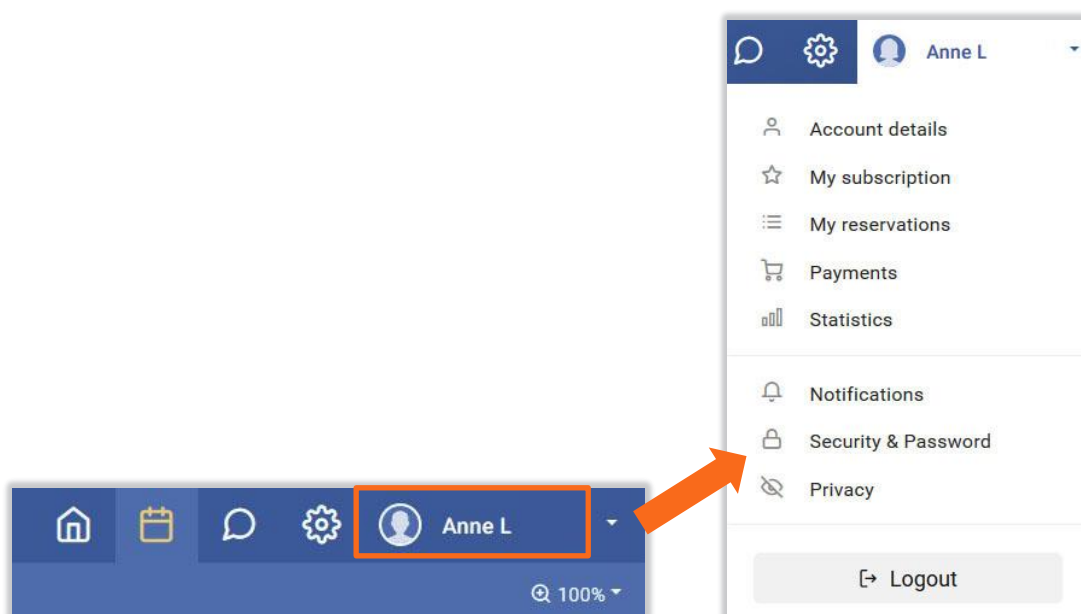 Anne L
Account details
My subscription
My reservations
Payments
Statistics
Notifications
Security & Password
Privacy
Logout
Anne L
100%